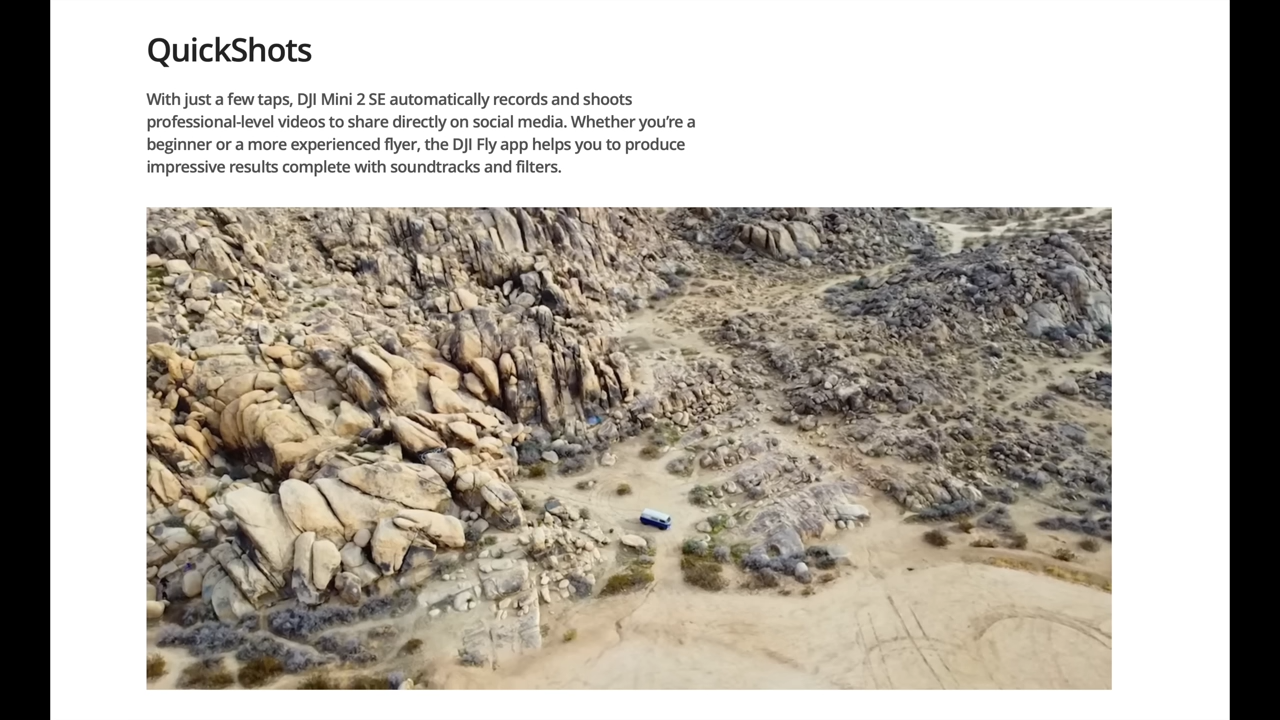 QuickShots
With just a few taps, DJI Mini 2 SE automatically records and shoots
professional-level videos to share directly on social media. Whether you’re a
beginner or a more experienced flyer, the DJI Fly app helps you to produce
impressive results complete with soundtracks and filters.